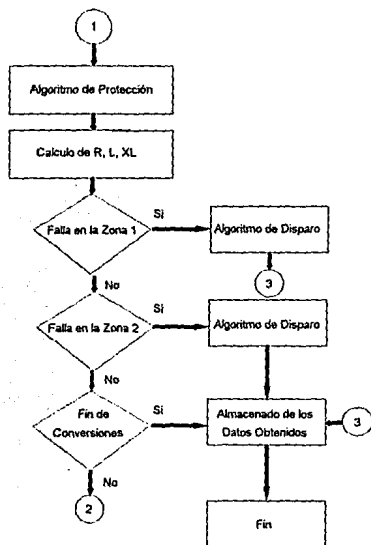 1
Algoritmo de Protección
Calculo de R, L, XL
Falla en la Zona 1
Si
Algoritmo de Disparo
No
3
Falla en la Zona 2
Si
Algoritmo de Disparo
No
Fin de
Conversiones
Si
Almacenado de los
Datos Obtenidos
3
No
2
Fin